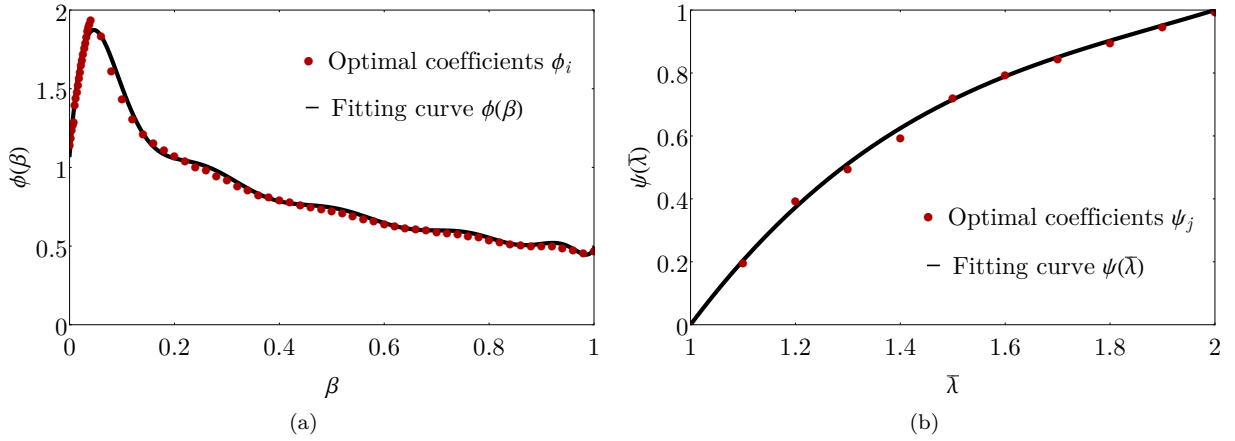 2
1.5
1
0.5
0
ϕ(β)
Optimal coefficients ϕ_i
Fitting curve ϕ(β)
0 0.2 0.4 0.6 0.8 1
β
(a)
1
0.8
0.6
0.4
0.2
0
ψ(λ̄)
Optimal coefficients ψ_j
Fitting curve ψ(λ̄)
1 1.2 1.4 1.6 1.8 2
λ̄
(b)